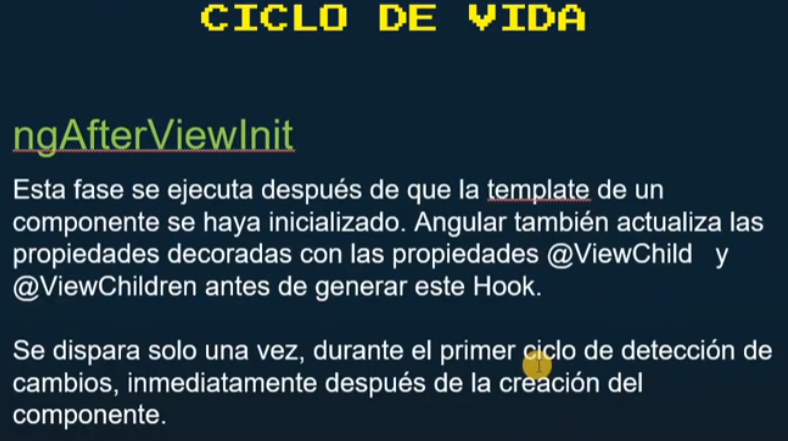 CICLO DE VIDA
ngAfterViewInit
Esta fase se ejecuta después de que la template de un
componente se haya inicializado. Angular también actualiza las
propiedades decoradas con las propiedades @ViewChild y
@ViewChildren antes de generar este Hook.
Se dispara solo una vez, durante el primer ciclo de detección de
cambios, inmediatamente después de la creación del
componente.